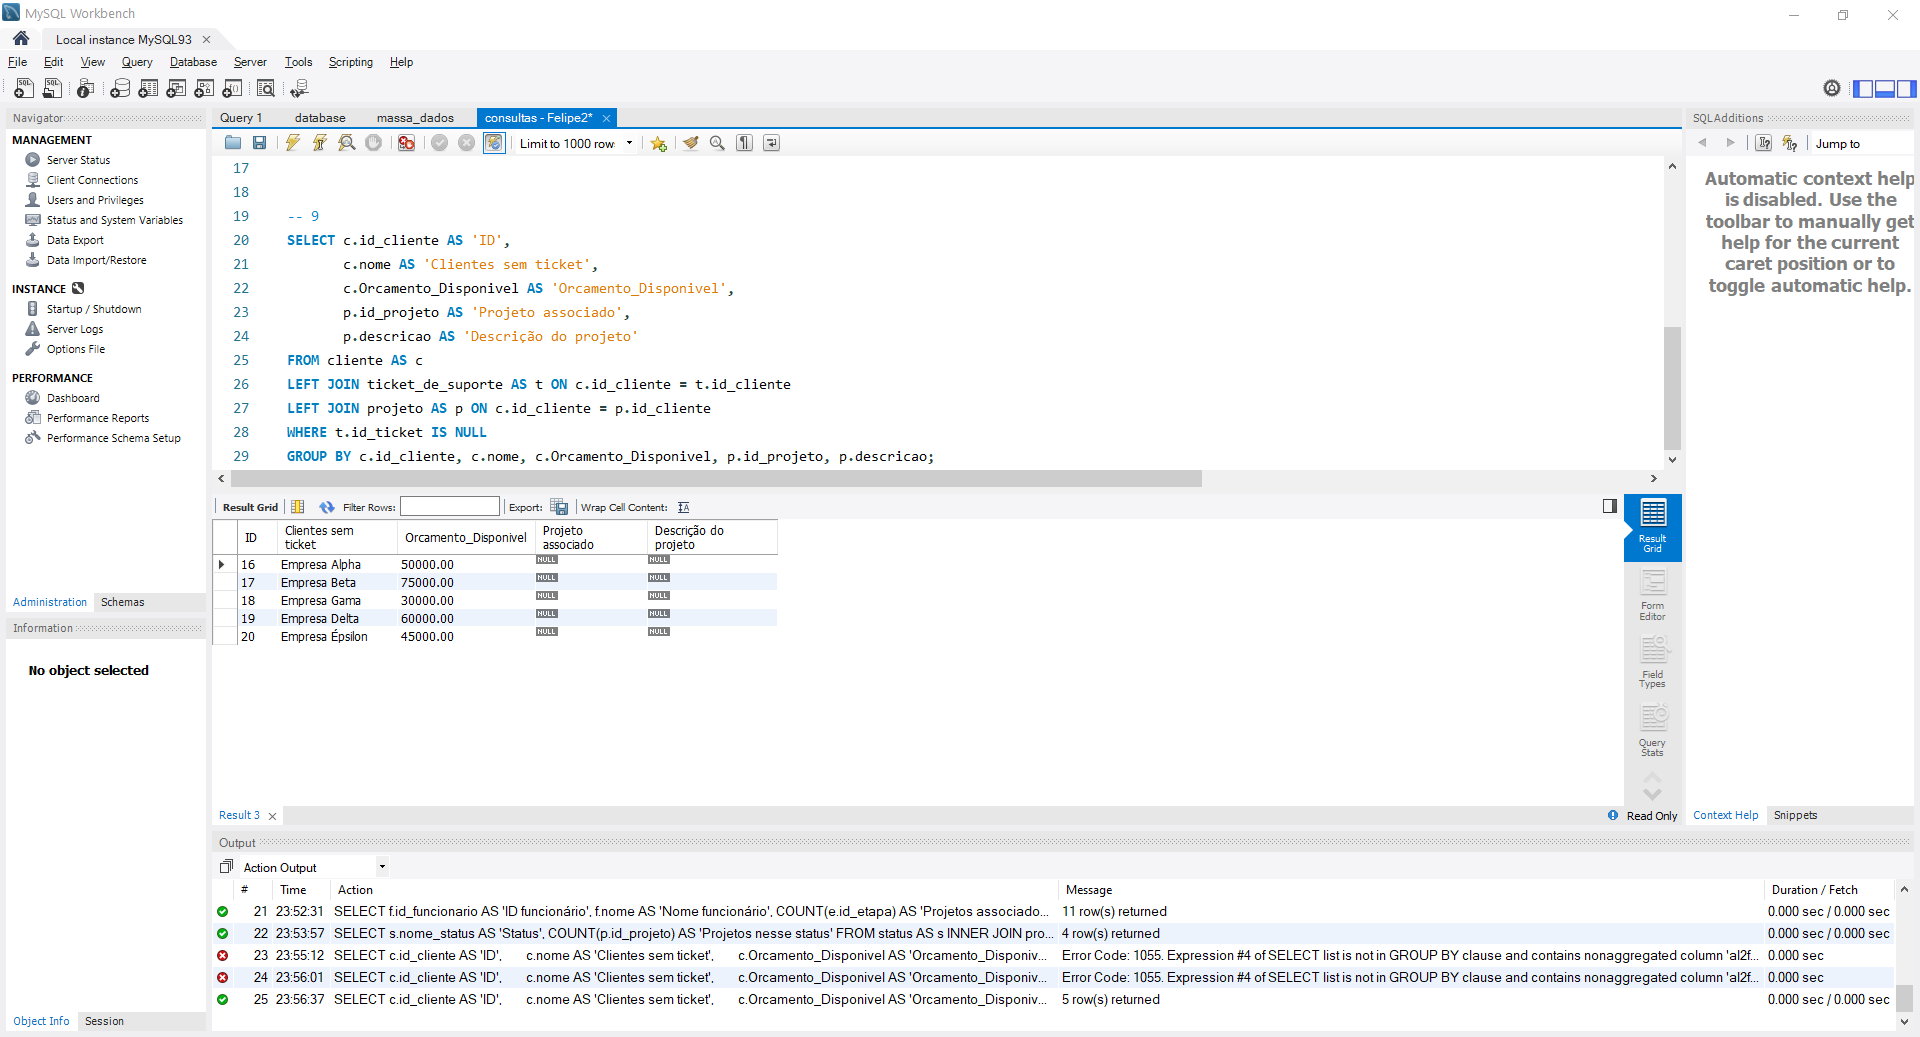 MySQL Workbench
Local instance MySQL93
File Edit View Query Database Server Tools Scripting Help
Navigator
MANAGEMENT
Server Status
Client Connections
Users and Privileges
Status and System Variables
Data Export
Data Import/Restore
INSTANCE
Startup / Shutdown
Server Logs
Options File
PERFORMANCE
Dashboard
Performance Reports
Performance Schema Setup
Administration Schemas
Information
No object selected
Object Info Session
Query 1 database massa_dados consultas - Felipe2*
Limit to 1000 row
17
18
19 -- 9
20 SELECT c.id_cliente AS 'ID',
21 c.nome AS 'Clientes sem ticket',
22 c.Orcamento_Disponivel AS 'Orcamento_Disponivel',
23 p.id_projeto AS 'Projeto associado',
24 p.descricao AS 'Descrição do projeto'
25 FROM cliente AS c
26 LEFT JOIN ticket_de_suporte AS t ON c.id_cliente = t.id_cliente
27 LEFT JOIN projeto AS p ON c.id_cliente = p.id_cliente
28 WHERE t.id_ticket IS NULL
29 GROUP BY c.id_cliente, c.nome, c.Orcamento_Disponivel, p.id_projeto, p.descricao;
Result Grid Filter Rows: Export: Wrap Cell Content:
ID Clientes sem ticket Orcamento_Disponivel Projeto associado Descrição do projeto
16 Empresa Alpha 50000.00 NULL NULL
17 Empresa Beta 75000.00 NULL NULL
18 Empresa Gama 30000.00 NULL NULL
19 Empresa Delta 60000.00 NULL NULL
20 Empresa Épsilon 45000.00 NULL NULL
Result Grid
Form Editor
Field Types
Query Stats
Result 3
Read Only
SQLAdditions
Jump to
Automatic context help
is disabled. Use the
toolbar to manually get
help for the current
caret position or to
toggle automatic help.
Context Help Snippets
Output
Action Output
# Time Action Message Duration / Fetch
21 23:52:31 SELECT f.id_funcionario AS 'ID funcionário', f.nome AS 'Nome funcionário', COUNT(e.id_etapa) AS 'Projetos associado... 11 row(s) returned 0.000 sec / 0.000 sec
22 23:53:57 SELECT s.nome_status AS 'Status', COUNT(p.id_projeto) AS 'Projetos nesse status' FROM status AS s INNER JOIN pro... 4 row(s) returned 0.000 sec / 0.000 sec
23 23:55:12 SELECT c.id_cliente AS 'ID', c.nome AS 'Clientes sem ticket', c.Orcamento_Disponivel AS 'Orcamento_Disponiv... Error Code: 1055. Expression #4 of SELECT list is not in GROUP BY clause and contains nonaggregated column 'al2f... 0.000 sec
24 23:56:01 SELECT c.id_cliente AS 'ID', c.nome AS 'Clientes sem ticket', c.Orcamento_Disponivel AS 'Orcamento_Disponiv... Error Code: 1055. Expression #4 of SELECT list is not in GROUP BY clause and contains nonaggregated column 'al2f... 0.000 sec
25 23:56:37 SELECT c.id_cliente AS 'ID', c.nome AS 'Clientes sem ticket', c.Orcamento_Disponivel AS 'Orcamento_Disponiv... 5 row(s) returned 0.000 sec / 0.000 sec